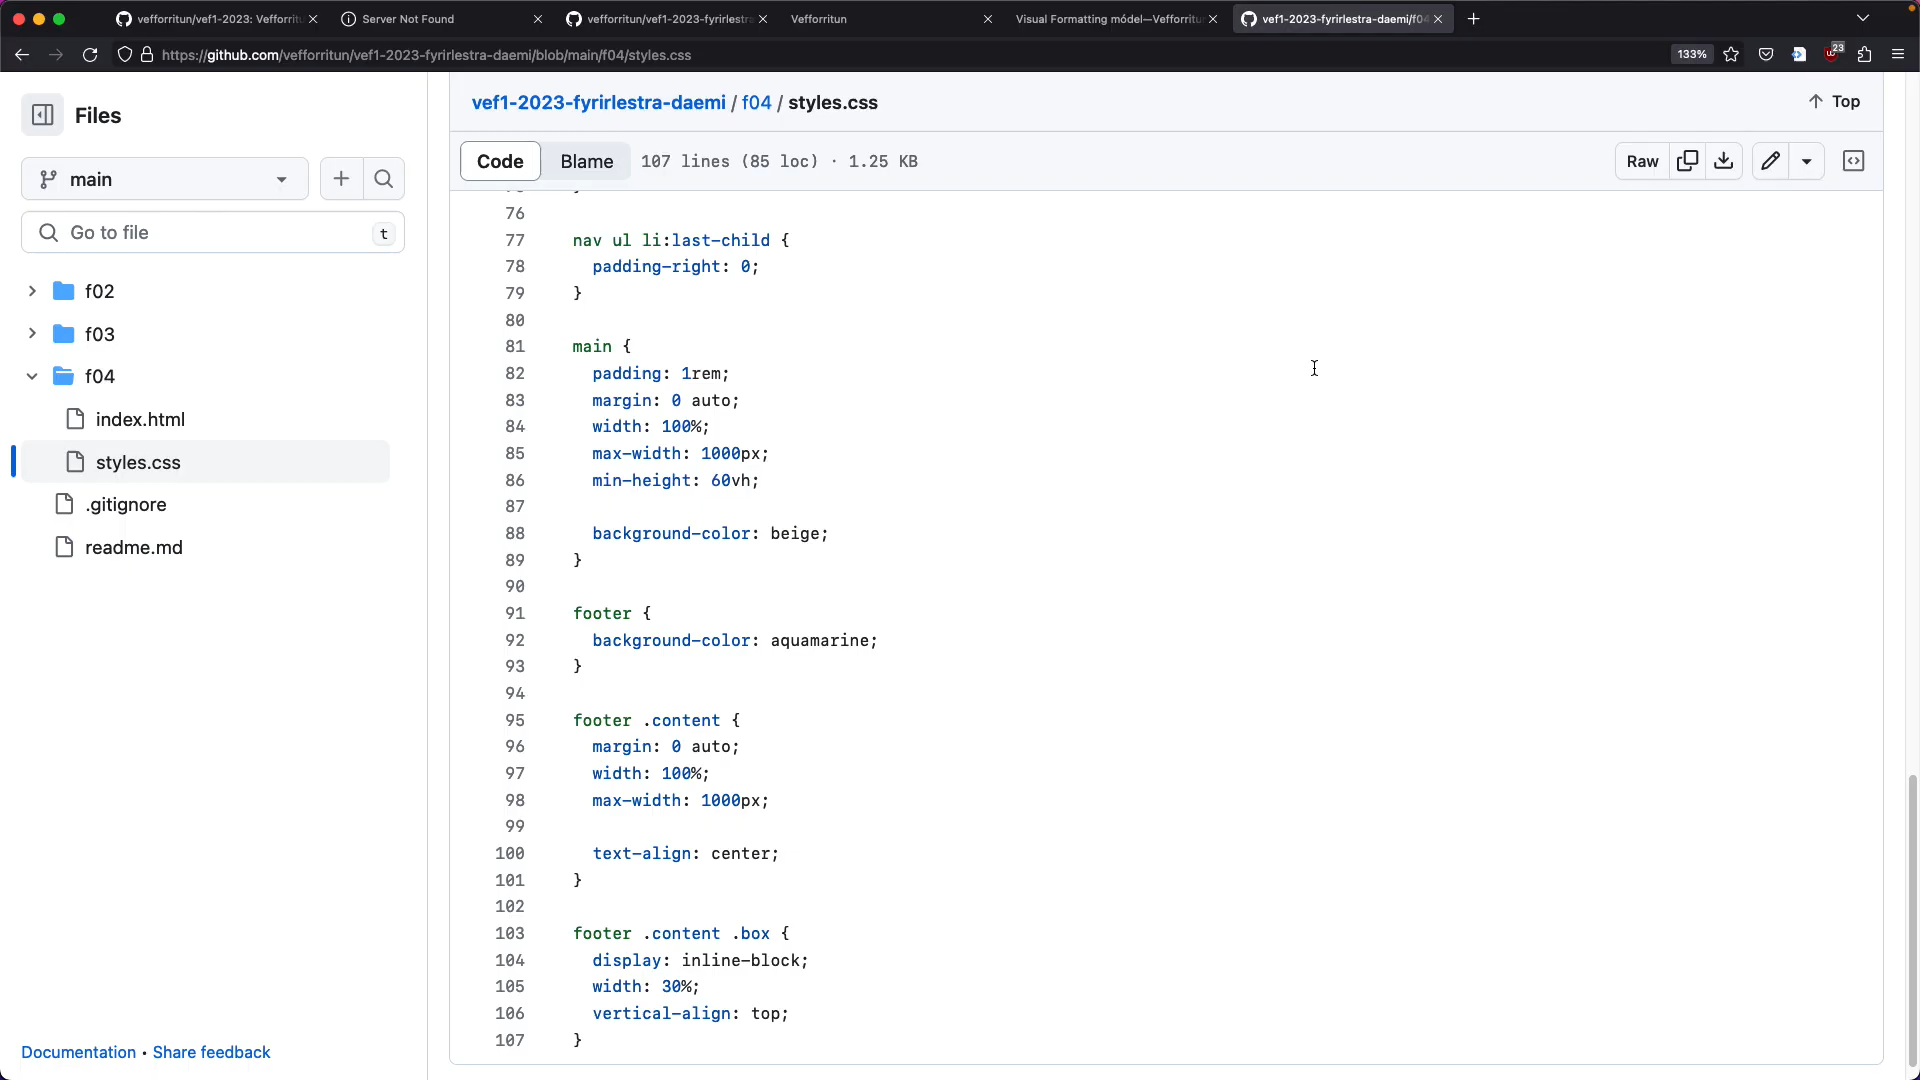 vefforritun/vef1-2023: Vefforritu
Server Not Found
vefforritun/vef1-2023-fyrirlestra
Vefforritun
Visual Formatting módel—Vefforritu
vef1-2023-fyrirlestra-daemi/f04
https://github.com/vefforritun/vef1-2023-fyrirlestra-daemi/blob/main/f04/styles.css
133%
23
Files
main
Go to file
t
f02
f03
f04
index.html
styles.css
.gitignore
readme.md
Documentation • Share feedback
vef1-2023-fyrirlestra-daemi / f04 / styles.css
Top
Code
Blame
107 lines (85 loc) · 1.25 KB
Raw
76
77 nav ul li:last-child {
78 padding-right: 0;
79 }
80
81 main {
82 padding: 1rem;
83 margin: 0 auto;
84 width: 100%;
85 max-width: 1000px;
86 min-height: 60vh;
87
88 background-color: beige;
89 }
90
91 footer {
92 background-color: aquamarine;
93 }
94
95 footer .content {
96 margin: 0 auto;
97 width: 100%;
98 max-width: 1000px;
99
100 text-align: center;
101 }
102
103 footer .content .box {
104 display: inline-block;
105 width: 30%;
106 vertical-align: top;
107 }